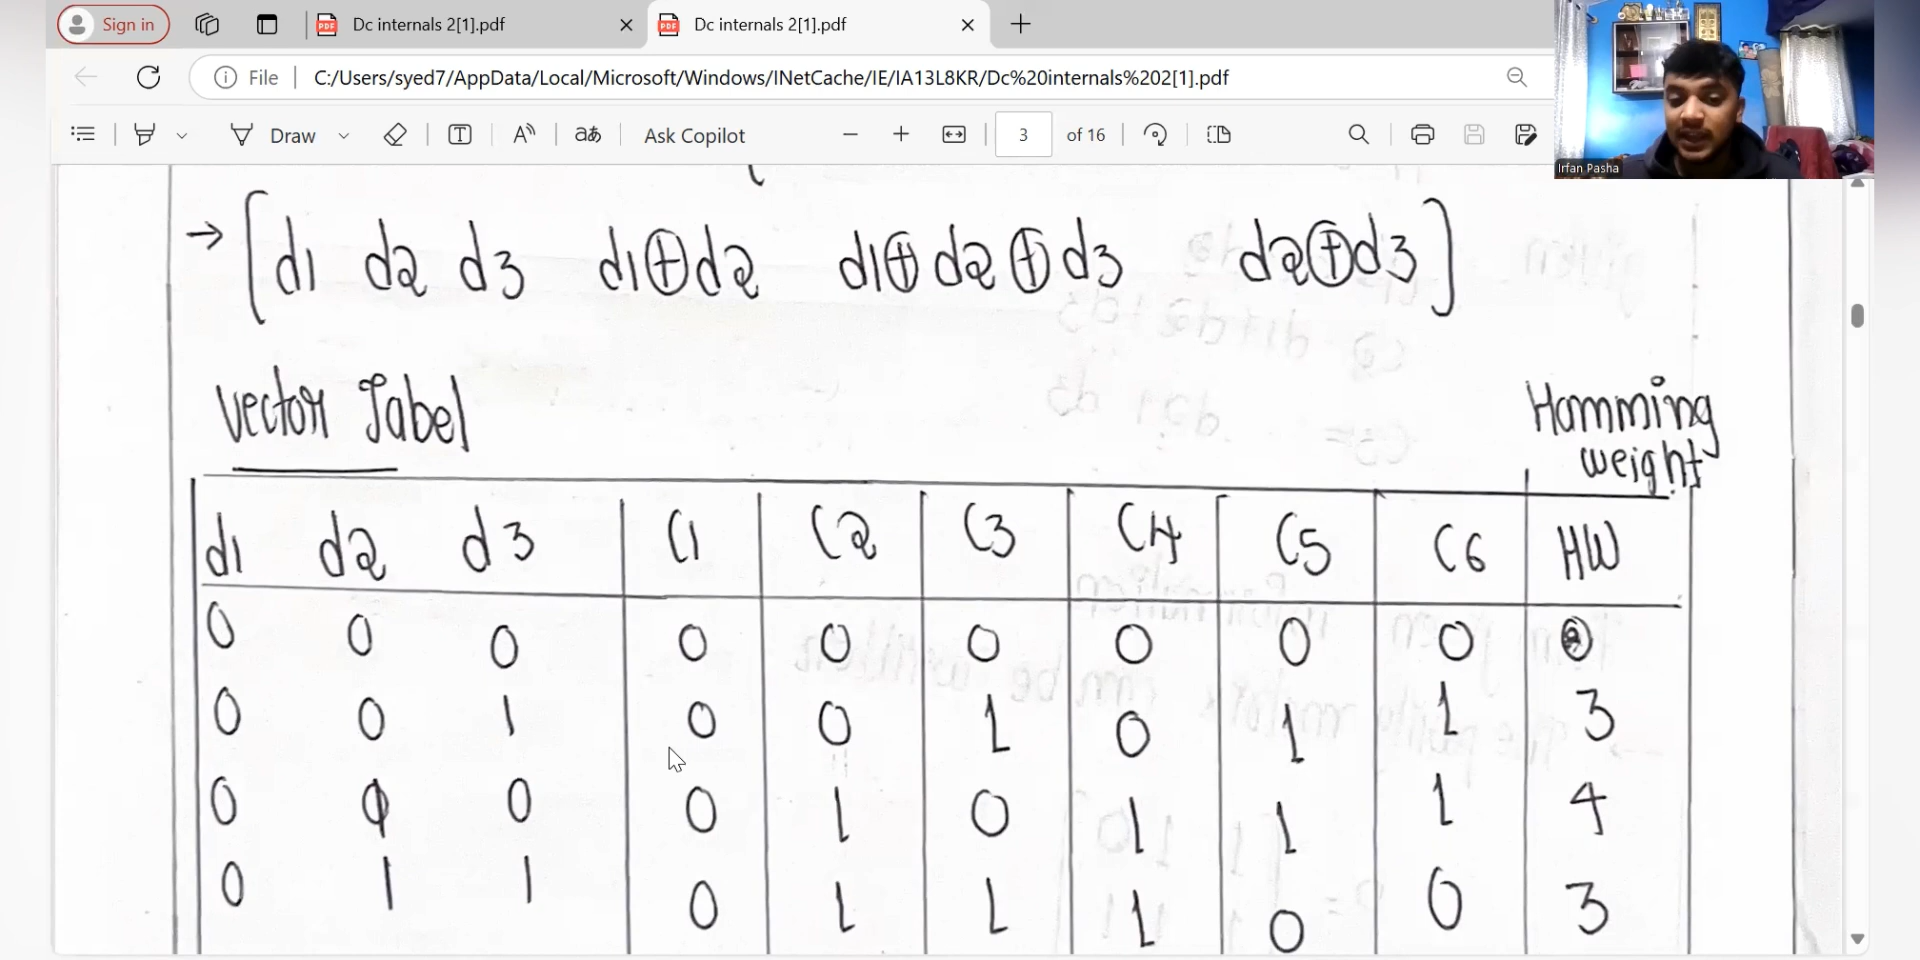 Sign in
Dc internals 2[1].pdf
Dc internals 2[1].pdf
File C:/Users/syed7/AppData/Local/Microsoft/Windows/INetCache/IE/IA13L8KR/Dc%20internals%202[1].pdf
Draw
aあ
Ask Copilot
3 of 16
Irfan Pasha
→ [d1 d2 d3 d1⊕d2 d1⊕d2⊕d3 d2⊕d3]
Vector Tabel
Hamming
weight
d1 d2 d3 C1 C2 C3 C4 C5 C6 HW
0 0 0 0 0 0 0 0 0 0
0 0 1 0 0 1 0 1 1 3
0 1 0 0 1 0 1 1 1 4
0 1 1 0 1 1 1 0 0 3